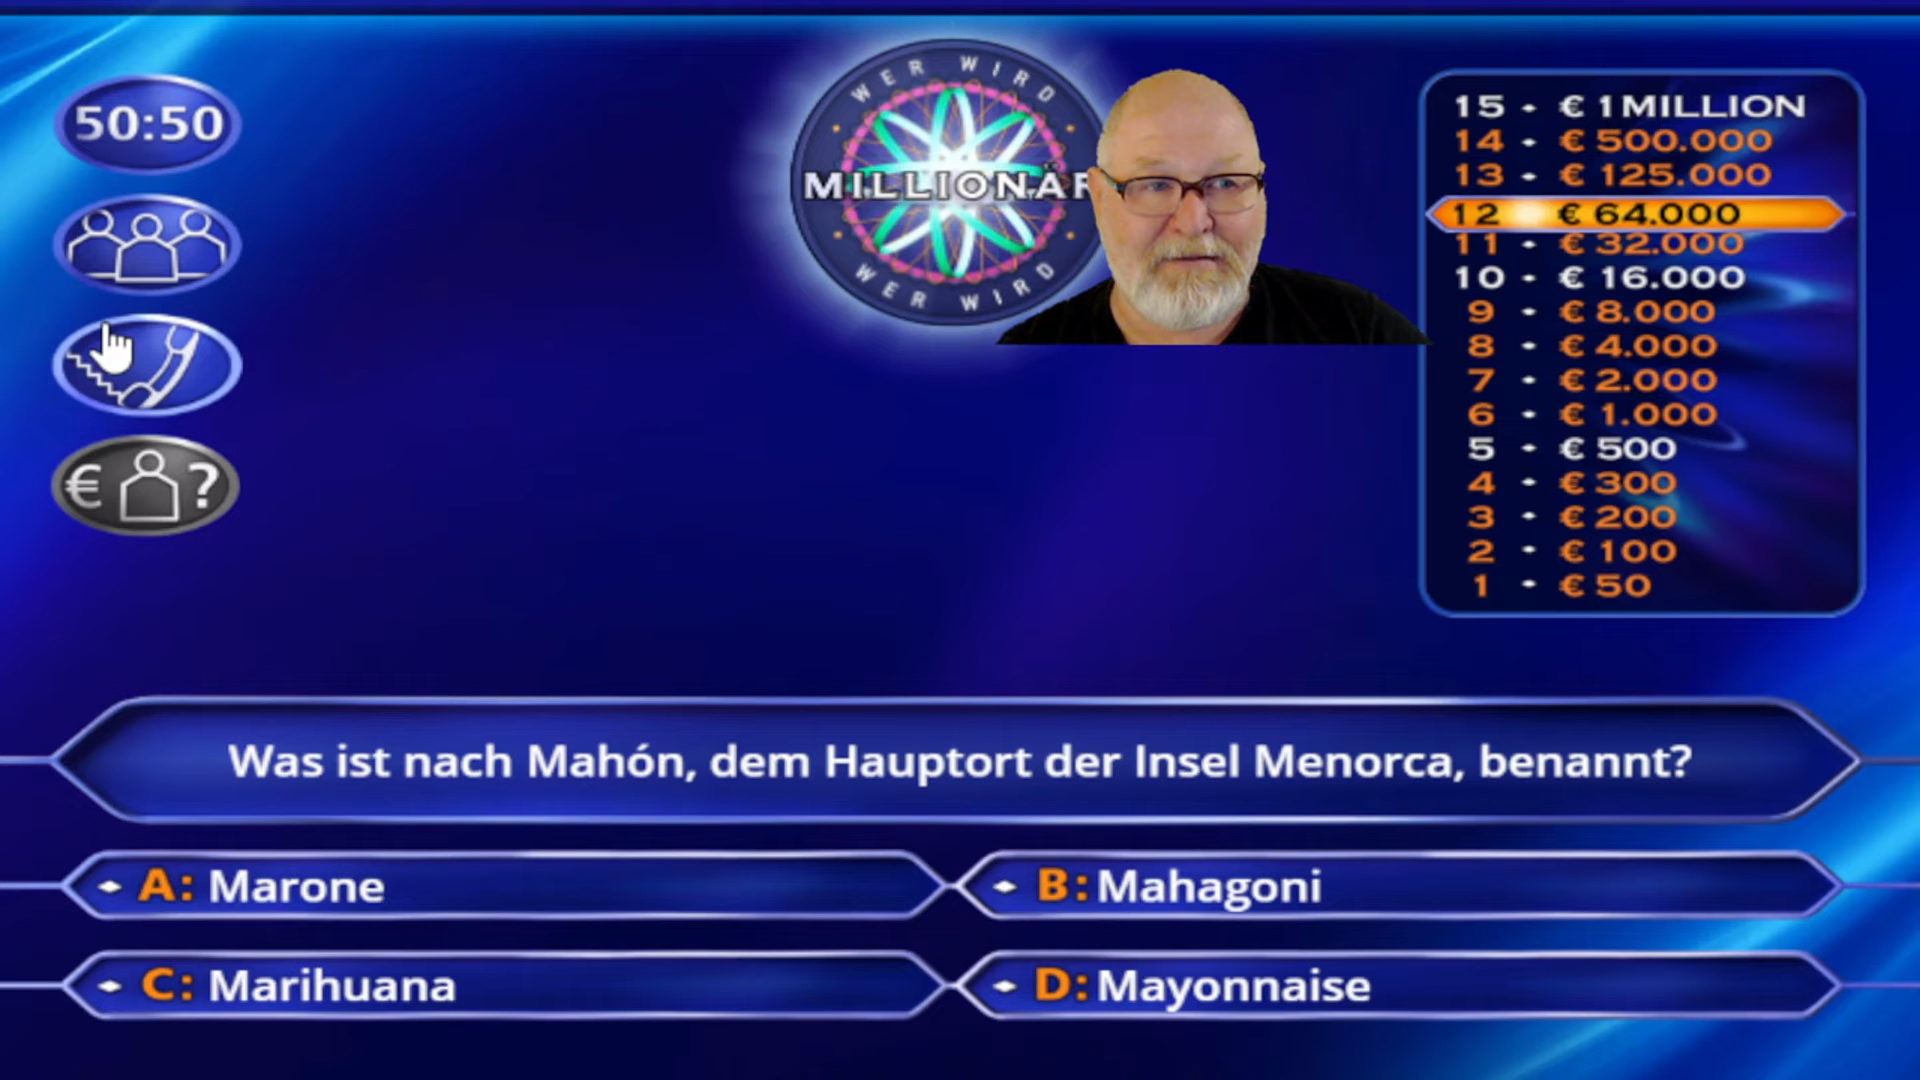 50:50
€ ?
WER WIRD
MILLIONÄR
WER WIRD
15 · € 1 MILLION
14 · € 500.000
13 · € 125.000
12 € 64.000
11 · € 32.000
10 · € 16.000
9 · € 8.000
8 · € 4.000
7 · € 2.000
6 · € 1.000
5 · € 500
4 · € 300
3 · € 200
2 · € 100
1 · € 50
Was ist nach Mahón, dem Hauptort der Insel Menorca, benannt?
A: Marone
B: Mahagoni
C: Marihuana
D: Mayonnaise